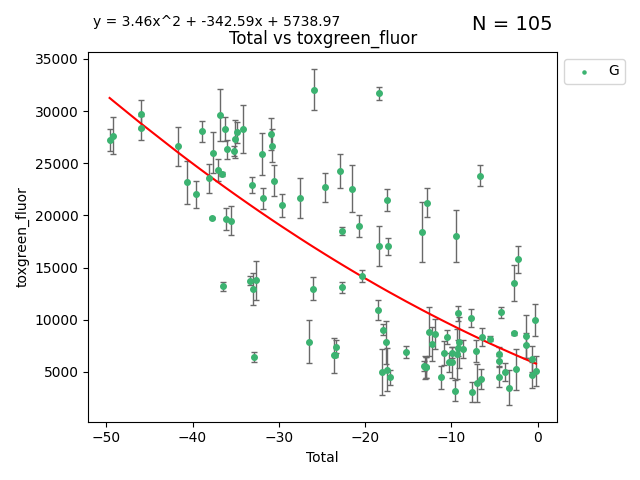 y = 3.46x^2 + -342.59x + 5738.97
N = 105
Total vs toxgreen_fluor
G
toxgreen_fluor
35000
30000
25000
20000
15000
10000
5000
−50
−40
−30
−20
−10
0
Total